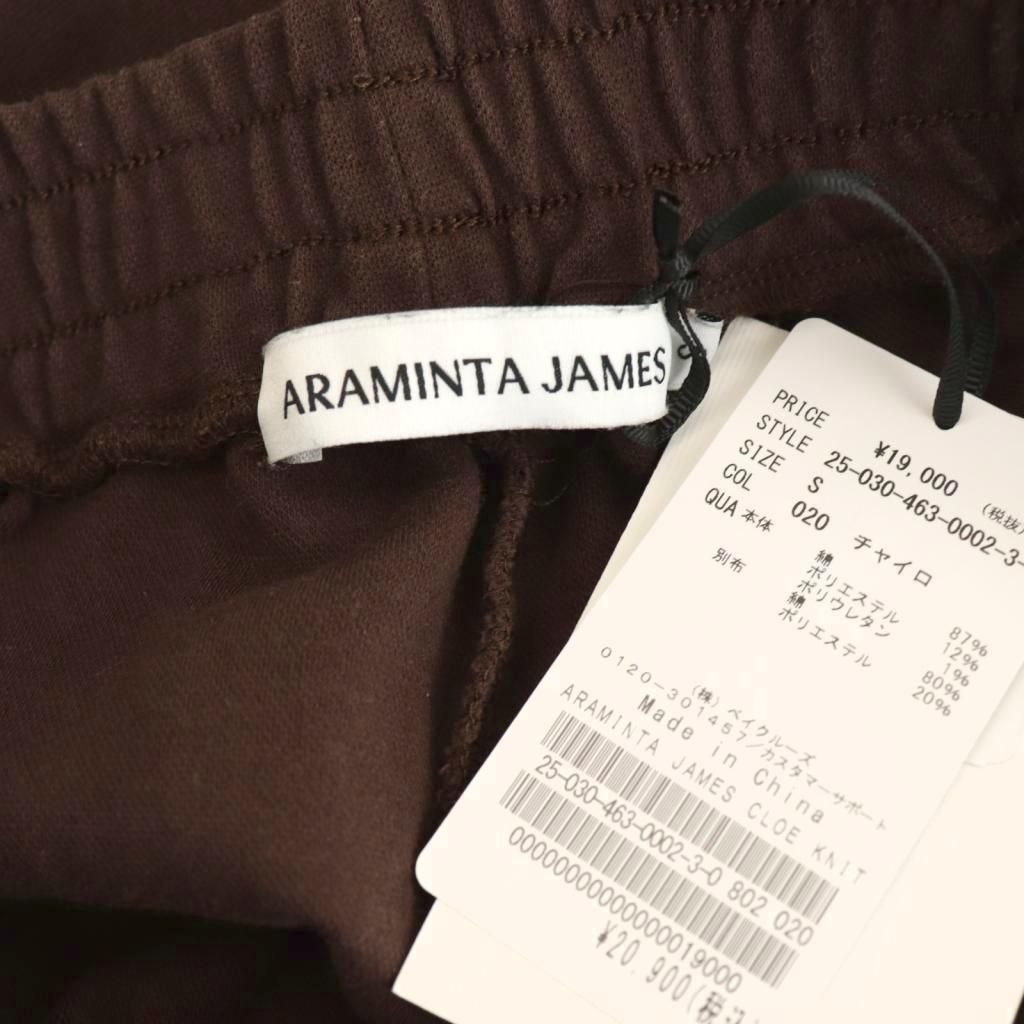 ARAMINTA JAMES
S
PRICE ¥19,000 (税抜)
STYLE 25-030-463-0002-3-
SIZE S
COL 020 チャイロ
QUA 本体 綿 87%
ポリエステル 12%
ポリウレタン 1%
別布 綿 80%
ポリエステル 20%
(株) ベイクルーズ
0120-301457/カスタマーサポート
Made in China
ARAMINTA JAMES CLOE KNIT
25-030-463-0002-3-0 802 020
0000000000000019000
¥20,900(税込